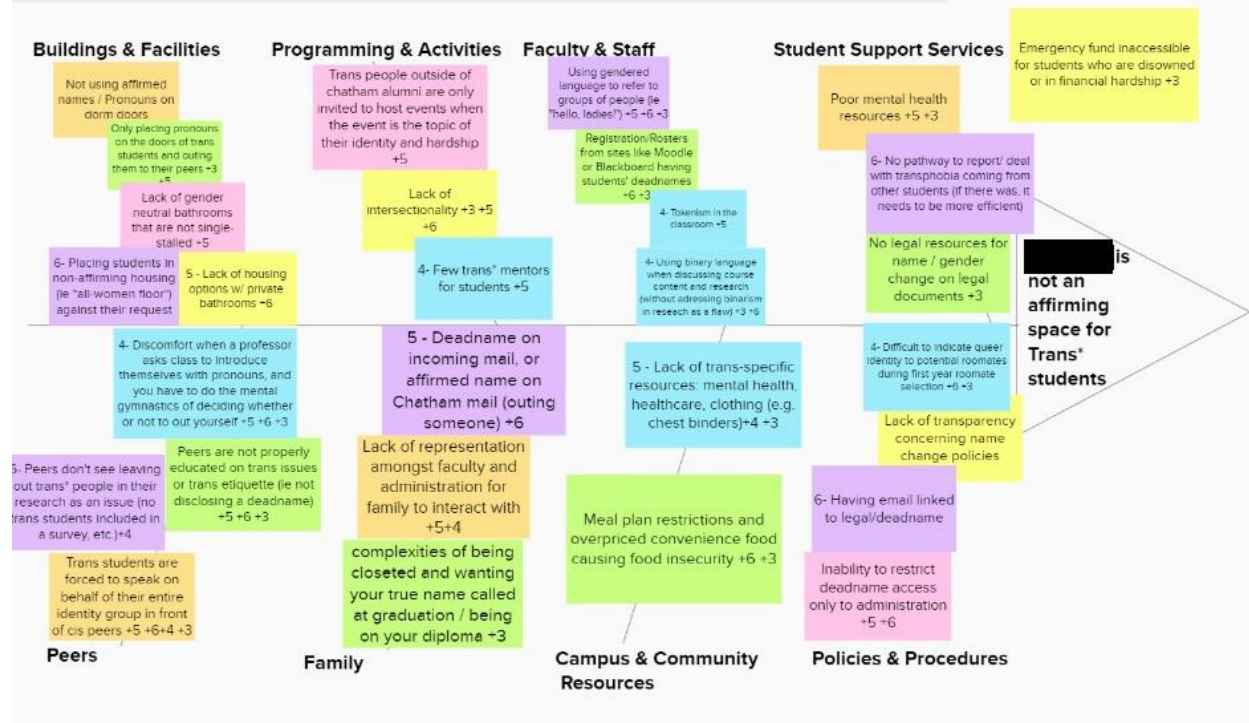 Buildings & Facilities
Not using affirmed
names / Pronouns on
dorm doors
Only placing pronouns
on the doors of trans
students and outing
them to their peers +3
+5
Lack of gender
neutral bathrooms
that are not single-
stalled +5
6- Placing students in
non-affirming housing
(ie "all-women floor")
against their request
5 - Lack of housing
options w/ private
bathrooms +6
Programming & Activities
Trans people outside of
chatham alumni are only
invited to host events when
the event is the topic of
their identity and hardship
+5
Lack of
intersectionality +3 +5
+6
4- Few trans* mentors
for students +5
Faculty & Staff
Using gendered
language to refer to
groups of people (ie
"hello, ladies!") +5 +6 +3
Registration/Rosters
from sites like Moodle
or Blackboard having
students' deadnames
+6 +3
4- Tokenism in the
classroom +5
4- Using binary language
when discussing course
content and research
(without adressing binarism
in reseach as a flaw) +3 +6
Student Support Services
Emergency fund inaccessible
for students who are disowned
or in financial hardship +3
Poor mental health
resources +5 +3
6- No pathway to report/ deal
with transphobia coming from
other students (if there was, it
needs to be more efficient)
No legal resources for
name / gender
change on legal
documents +3
is
not an
affirming
space for
Trans*
students
4- Discomfort when a professor
asks class to introduce
themselves with pronouns, and
you have to do the mental
gymnastics of deciding whether
or not to out yourself +5 +6 +3
Peers are not properly
educated on trans issues
or trans etiquette (ie not
disclosing a deadname)
+5 +6 +3
5- Peers don't see leaving
out trans* people in their
research as an issue (no
trans students included in
a survey, etc.)+4
Trans students are
forced to speak on
behalf of their entire
identity group in front
of cis peers +5 +6+4 +3
Peers
5 - Deadname on
incoming mail, or
affirmed name on
Chatham mail (outing
someone) +6
Lack of representation
amongst faculty and
administration for
family to interact with
+5+4
complexities of being
closeted and wanting
your true name called
at graduation / being
on your diploma +3
Family
5 - Lack of trans-specific
resources: mental health,
healthcare, clothing (e.g.
chest binders)+4 +3
Meal plan restrictions and
overpriced convenience food
causing food insecurity +6 +3
Campus & Community
Resources
4- Difficult to indicate queer
identity to potential roomates
during first year roomate
selection +6 +3
Lack of transparency
concerning name
change policies
6- Having email linked
to legal/deadname
Inability to restrict
deadname access
only to administration
+5 +6
Policies & Procedures